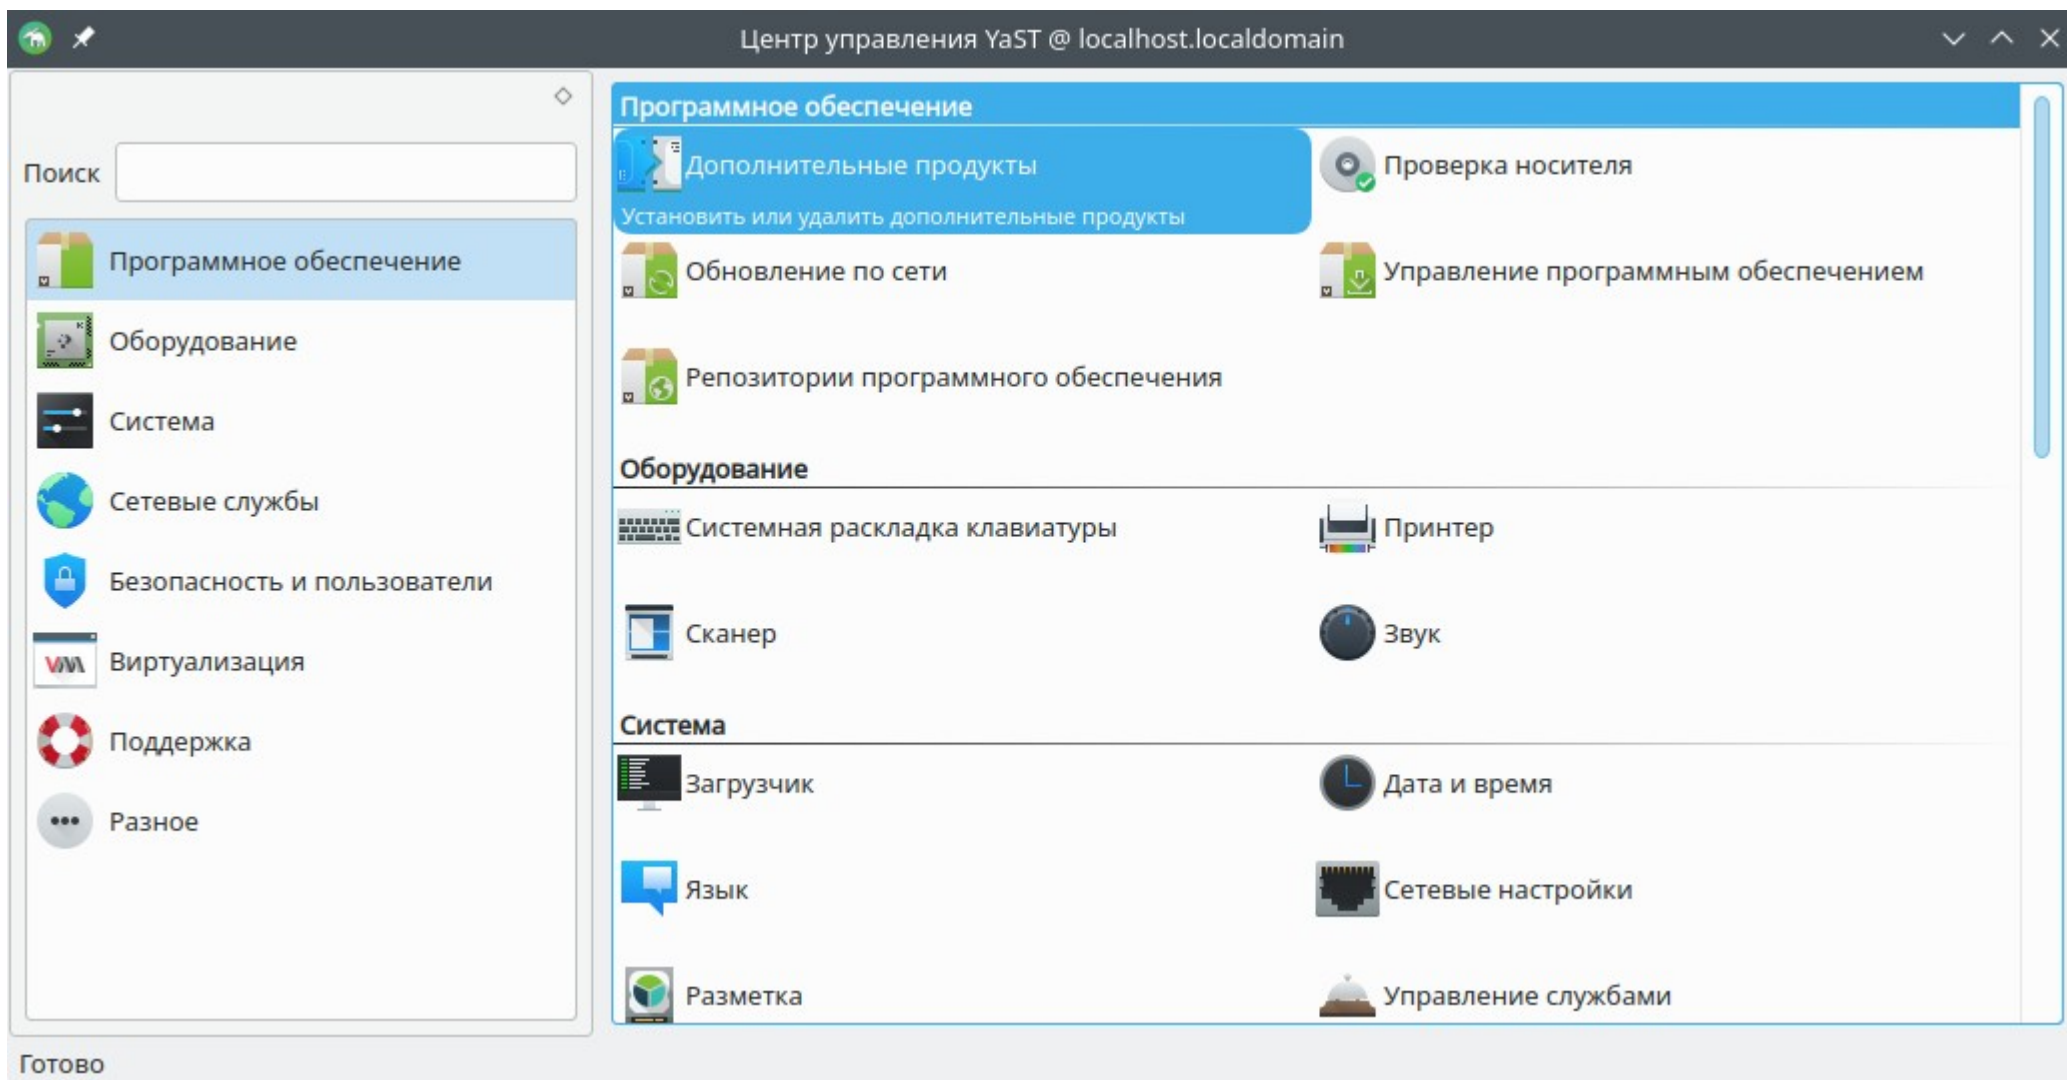 Центр управления YaST @ localhost.localdomain
Поиск
Программное обеспечение
Оборудование
Система
Сетевые службы
Безопасность и пользователи
Виртуализация
Поддержка
Разное
Программное обеспечение
Дополнительные продукты
Установить или удалить дополнительные продукты
Проверка носителя
Обновление по сети
Управление программным обеспечением
Репозитории программного обеспечения
Оборудование
Системная раскладка клавиатуры
Принтер
Сканер
Звук
Система
Загрузчик
Дата и время
Язык
Сетевые настройки
Разметка
Управление службами
Готово